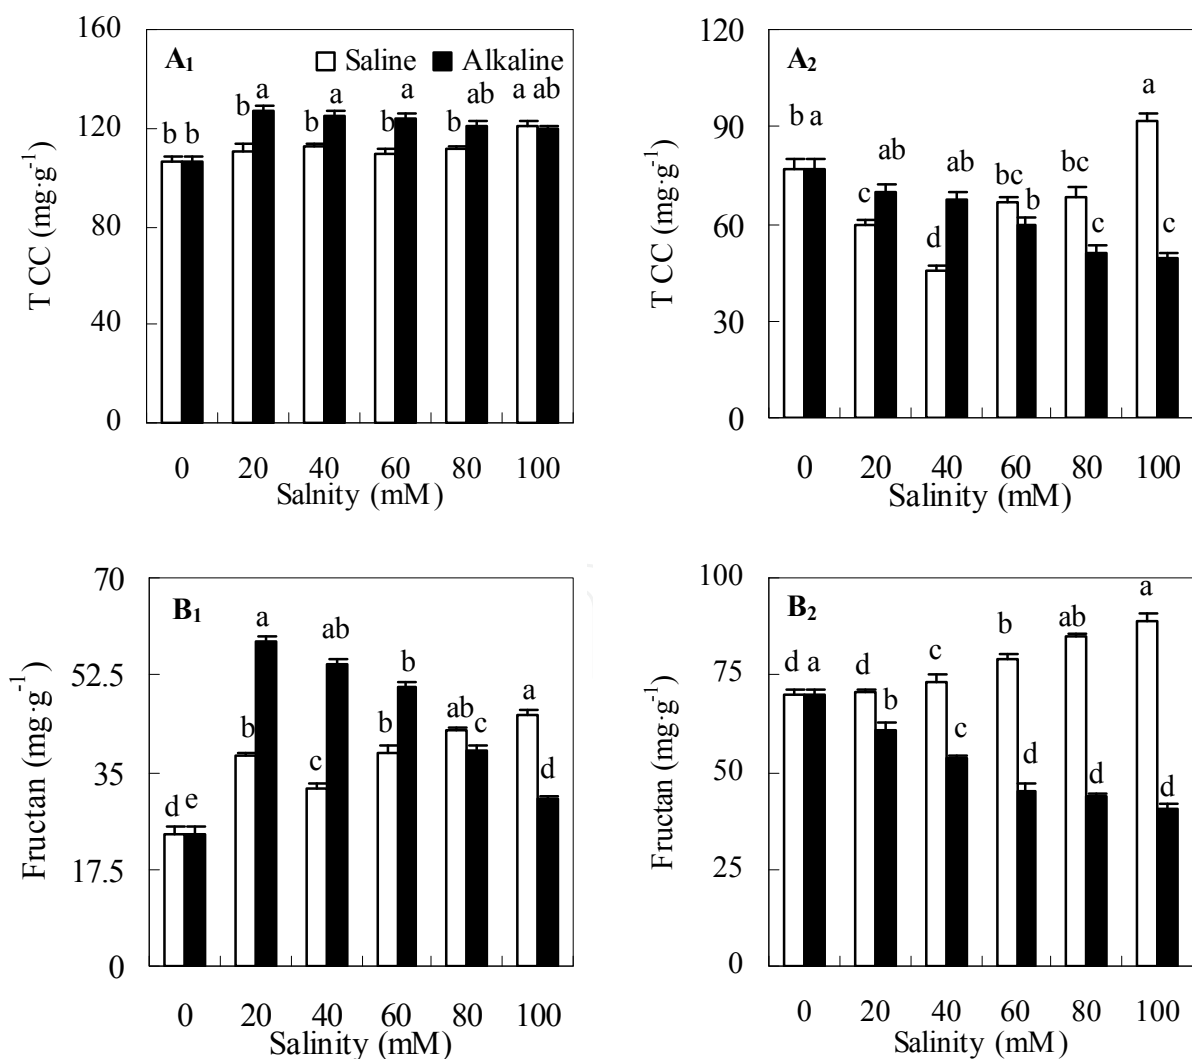 160
A1
Saline Alkaline
a
a
a
ab
a ab
b
b
b
b
b b
120
80
40
0
T CC (mg·g-1)
0 20 40 60 80 100
Salnity (mM)
120
A2
a
b a
ab
ab
bc
bc
c
b
c
c
d
90
60
30
0
T CC (mg·g-1)
0 20 40 60 80 100
Salinity (mM)
70
B1
a
ab
b
a
ab
b
b
c
c
d
d e
52.5
35
17.5
0
Fructan (mg·g-1)
0 20 40 60 80 100
Salinity (mM)
100
B2
a
ab
b
c
d a
d
b
c
d
d
d
75
50
25
0
Fructan (mg·g-1)
0 20 40 60 80 100
Salinity (mM)